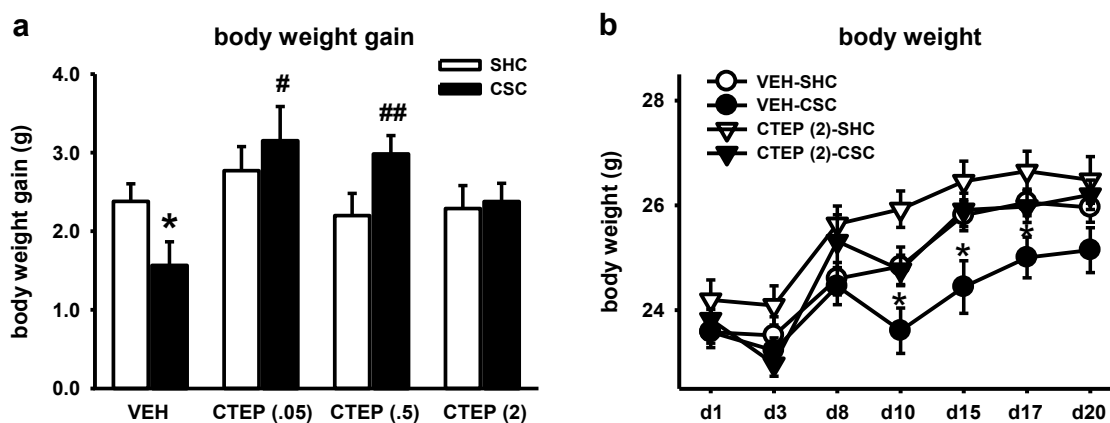 a
body weight gain
SHC
CSC
body weight gain (g)
4.0
3.0
2.0
1.0
0.0
*
#
##
VEH
CTEP (.05)
CTEP (.5)
CTEP (2)
b
body weight
VEH-SHC
VEH-CSC
CTEP (2)-SHC
CTEP (2)-CSC
body weight (g)
28
26
24
*
*
*
d1
d3
d8
d10
d15
d17
d20